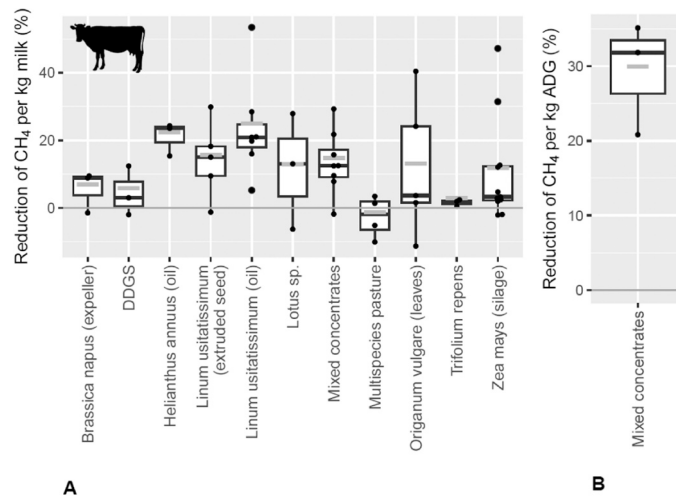 Reduction of CH4 per kg milk (%)
40
20
0
Brassica napus (expeller)
DDGS
Helianthus annuus (oil)
Linum usitatissimum
(extruded seed)
Linum usitatissimum (oil)
Lotus sp.
Mixed concentrates
Multispecies pasture
Origanum vulgare (leaves)
Trifolium repens
Zea mays (silage)
A
Reduction of CH4 per kg ADG (%)
30
20
10
0
Mixed concentrates
B